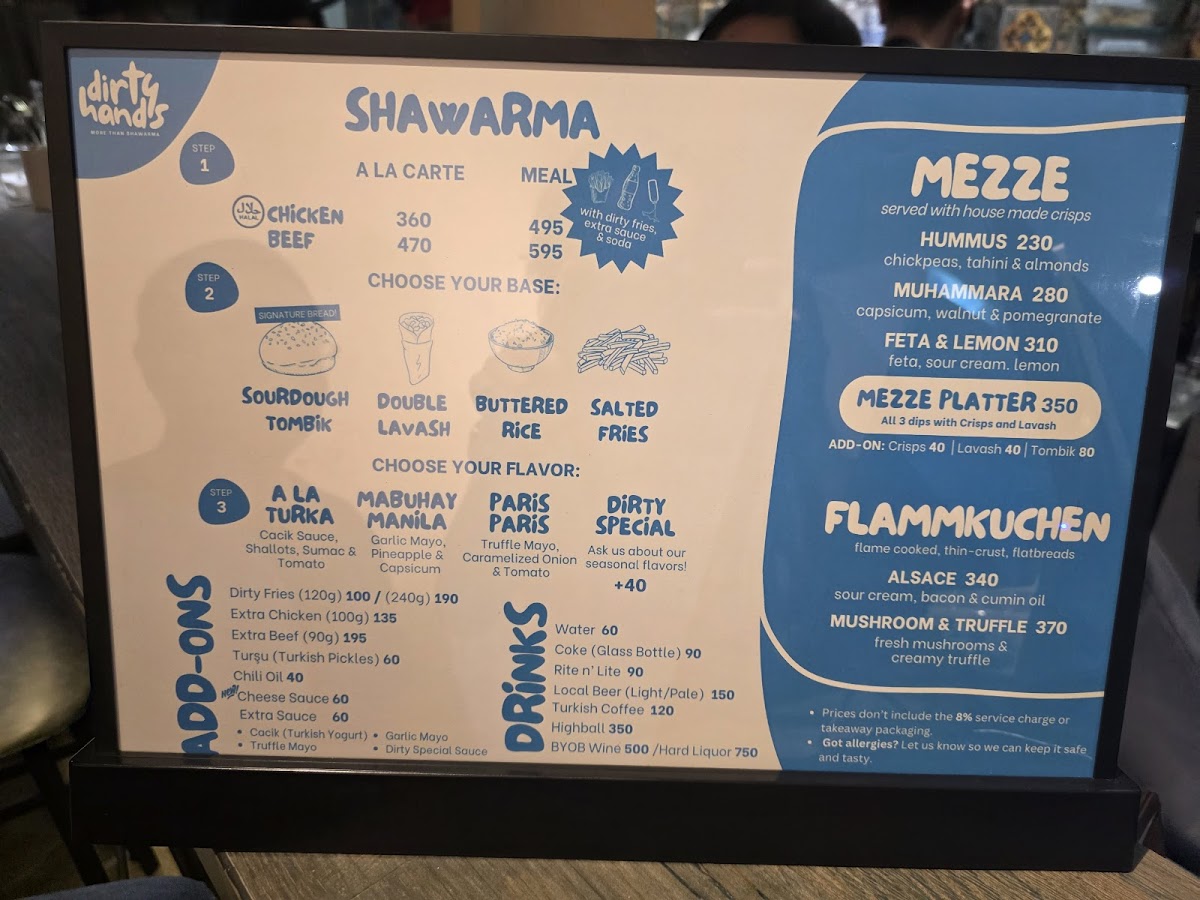 dirty
hand's
MORE THAN SHAWARMA
SHAWARMA
STEP
1
A LA CARTE MEAL
with dirty fries,
extra sauce
& soda
حلال
HALAL
CHICKEN 360 495
BEEF 470 595
STEP
2
CHOOSE YOUR BASE:
SIGNATURE BREAD!
SOURDOUGH
TOMBIK
DOUBLE
LAVASH
BUTTERED
RICE
SALTED
FRIES
CHOOSE YOUR FLAVOR:
STEP
3
A LA
TURKA
Cacik Sauce,
Shallots, Sumac &
Tomato
MABUHAY
MANILA
Garlic Mayo,
Pineapple &
Capsicum
PARIS
PARIS
Truffle Mayo,
Caramelized Onion
& Tomato
DIRTY
SPECIAL
Ask us about our
seasonal flavors!
+40
ADD-ONS
Dirty Fries (120g) 100 / (240g) 190
Extra Chicken (100g) 135
Extra Beef (90g) 195
Turşu (Turkish Pickles) 60
Chili Oil 40
NEW! Cheese Sauce 60
Extra Sauce 60
• Cacik (Turkish Yogurt) • Garlic Mayo
• Truffle Mayo • Dirty Special Sauce
DRINKS
Water 60
Coke (Glass Bottle) 90
Rite n' Lite 90
Local Beer (Light/Pale) 150
Turkish Coffee 120
Highball 350
BYOB Wine 500 /Hard Liquor 750
MEZZE
served with house made crisps
HUMMUS 230
chickpeas, tahini & almonds
MUHAMMARA 280
capsicum, walnut & pomegranate
FETA & LEMON 310
feta, sour cream. lemon
MEZZE PLATTER 350
All 3 dips with Crisps and Lavash
ADD-ON: Crisps 40 | Lavash 40 | Tombik 80
FLAMMKUCHEN
flame cooked, thin-crust, flatbreads
ALSACE 340
sour cream, bacon & cumin oil
MUSHROOM & TRUFFLE 370
fresh mushrooms &
creamy truffle
• Prices don't include the 8% service charge or
takeaway packaging.
• Got allergies? Let us know so we can keep it safe
and tasty.